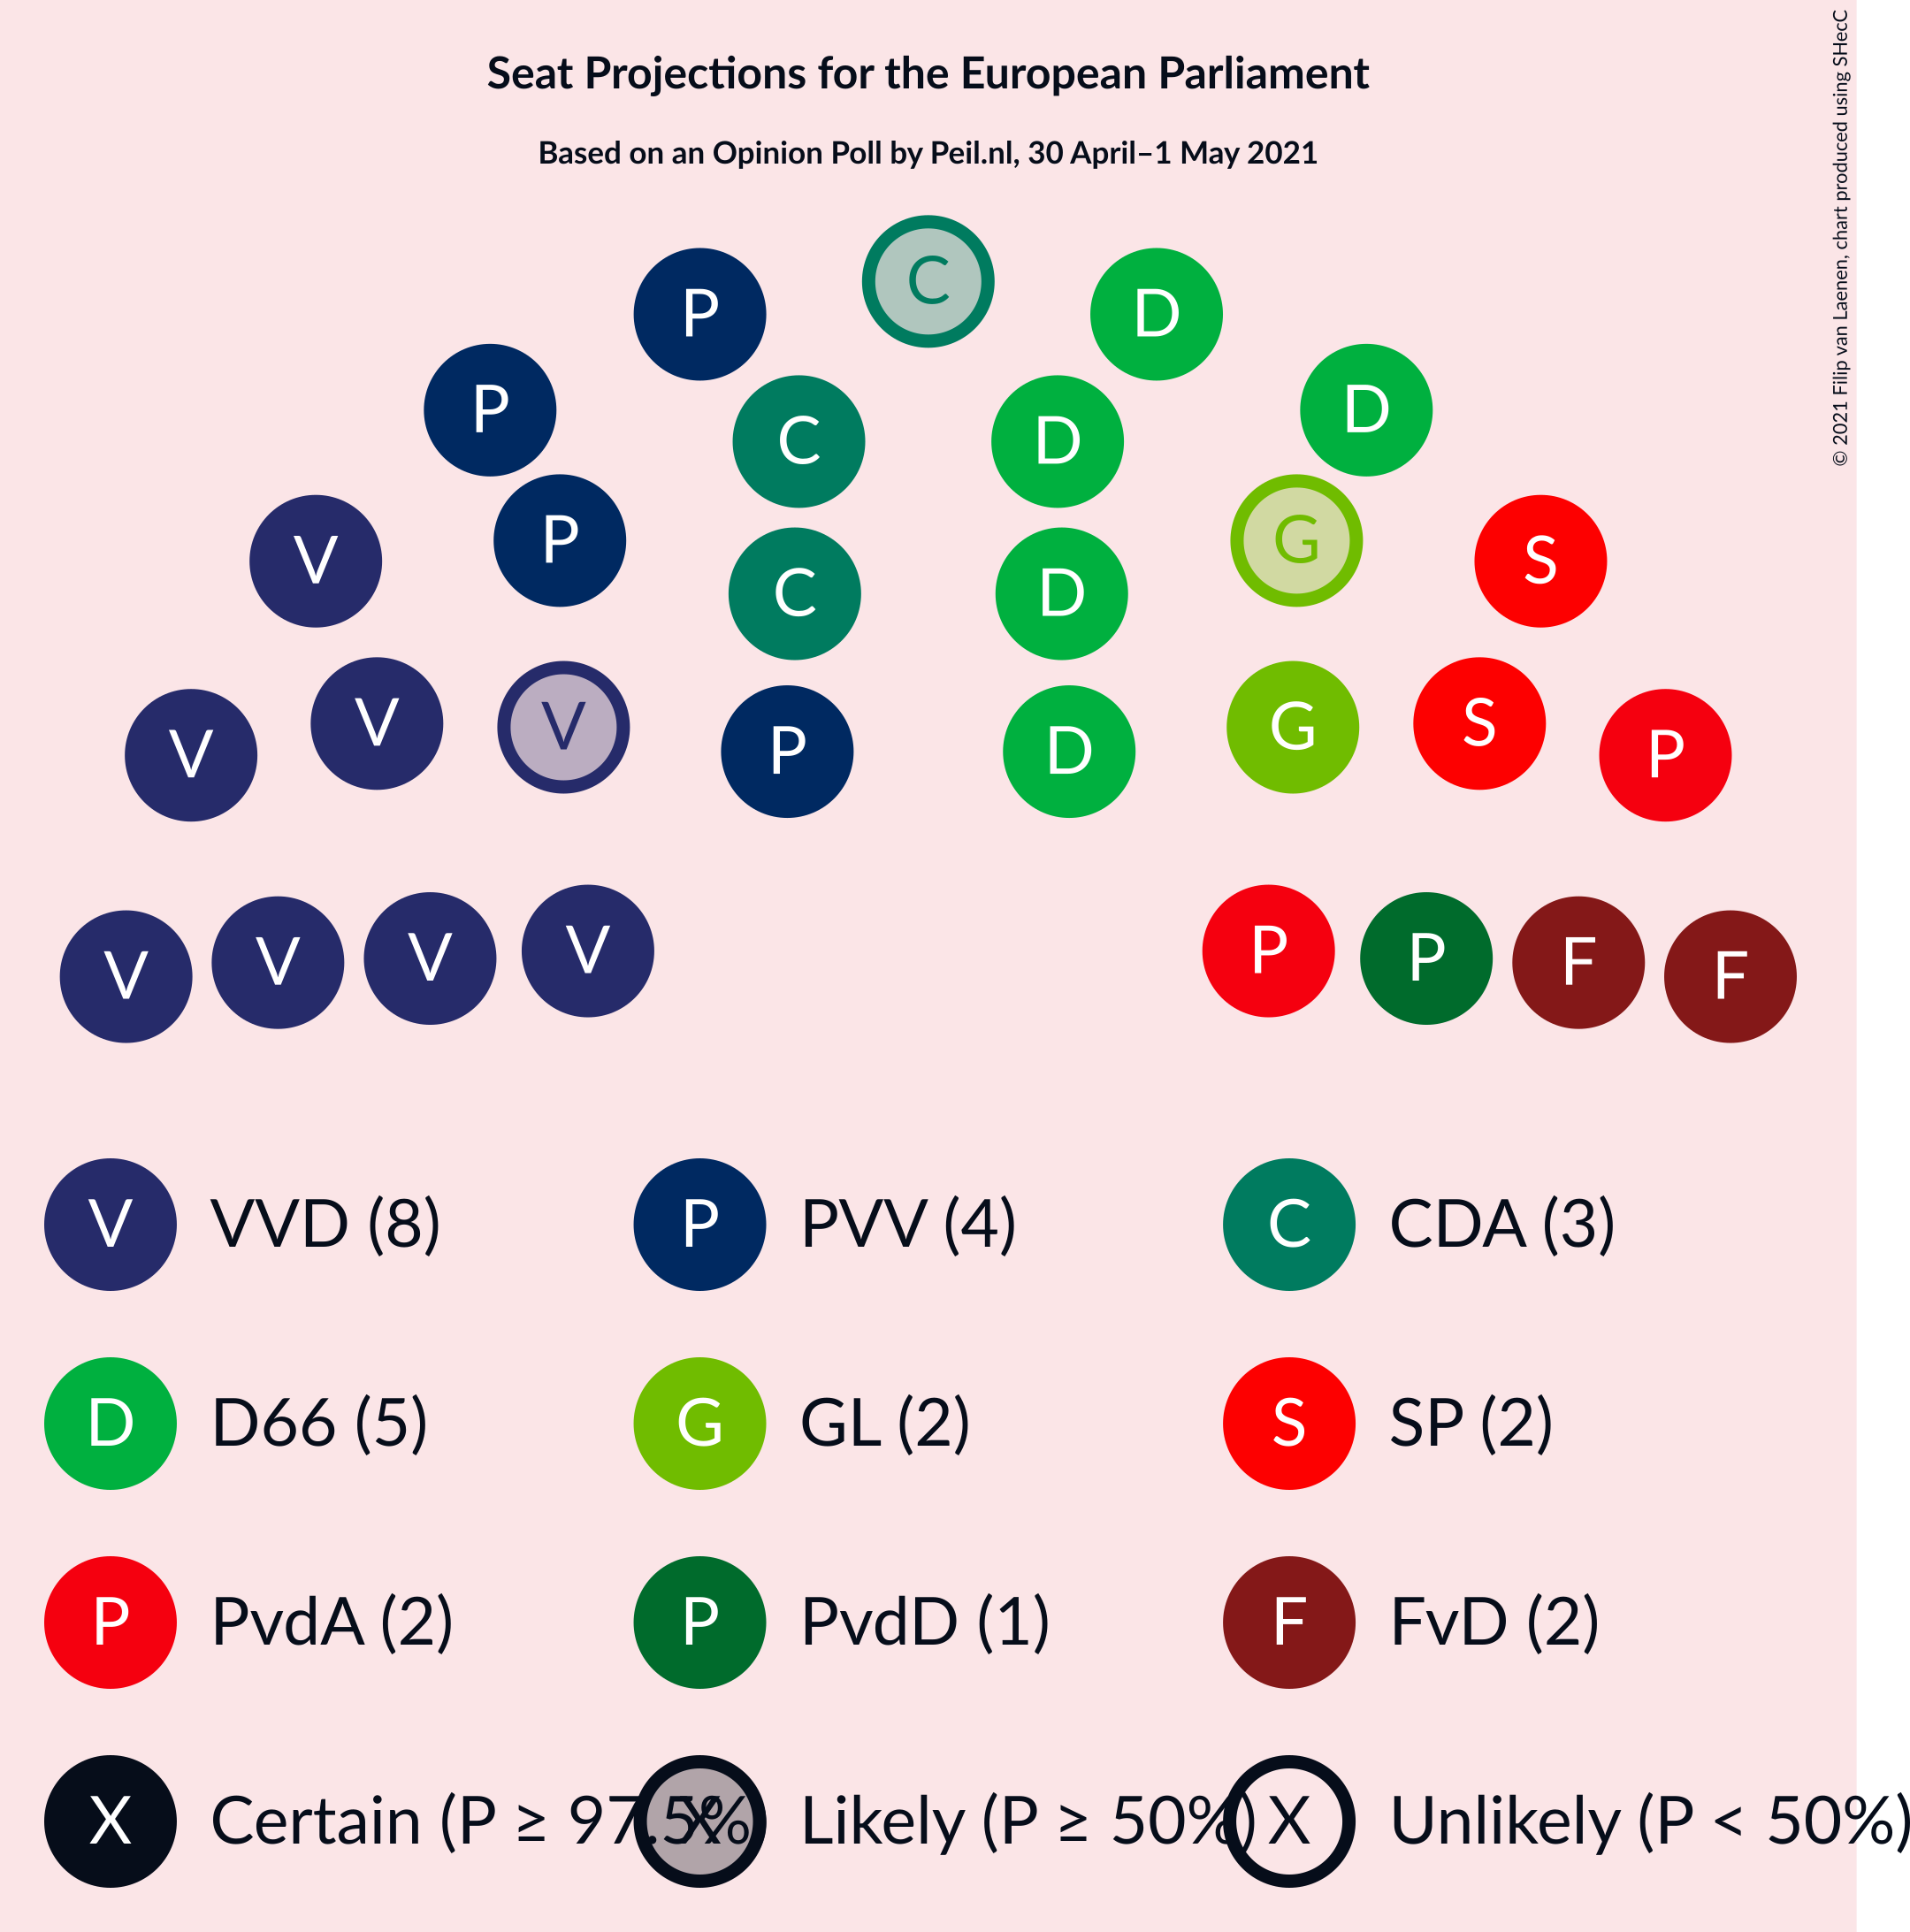 Seat Projections for the European Parliament
Based on an Opinion Poll by Peil.nl, 30 April–1 May 2021
© 2021 Filip van Laenen, chart produced using SHecC
C
P D
P D
C D
P G
V S
C D
V S
V G
P D
V P
V P
V P
V F
V F
V VVD (8) P PVV (4) C CDA (3)
D D66 (5) G GL (2) S SP (2)
P PvdA (2) P PvdD (1) F FvD (2)
X Certain (P ≥ 97.5% X Likely (P ≥ 50%) X Unlikely (P < 50%)